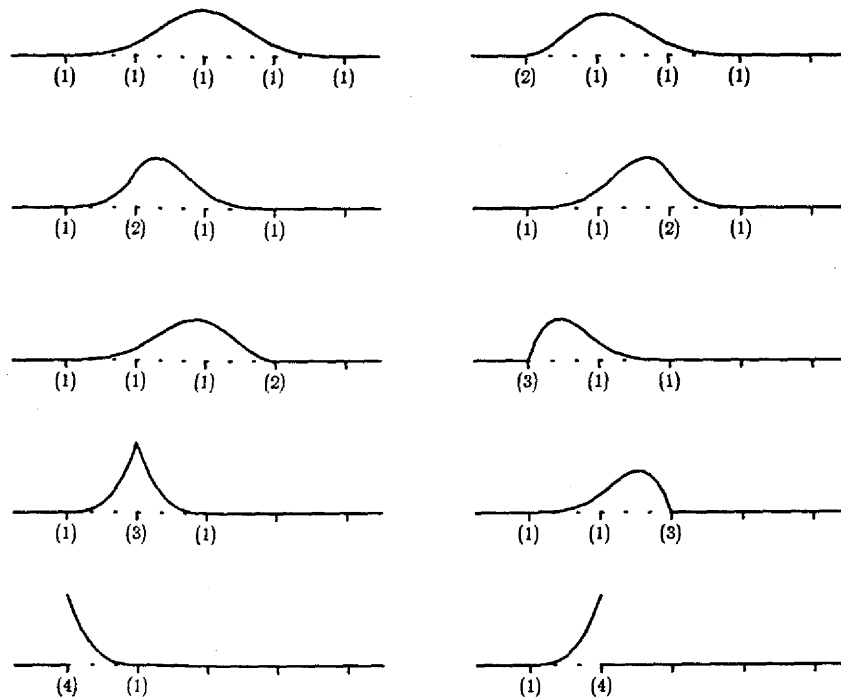 (1) (1) (1) (1) (1)
(2) (1) (1) (1)
(1) (2) (1) (1)
(1) (1) (2) (1)
(1) (1) (1) (2)
(3) (1) (1)
(1) (3) (1)
(1) (1) (3)
(4) (1)
(1) (4)